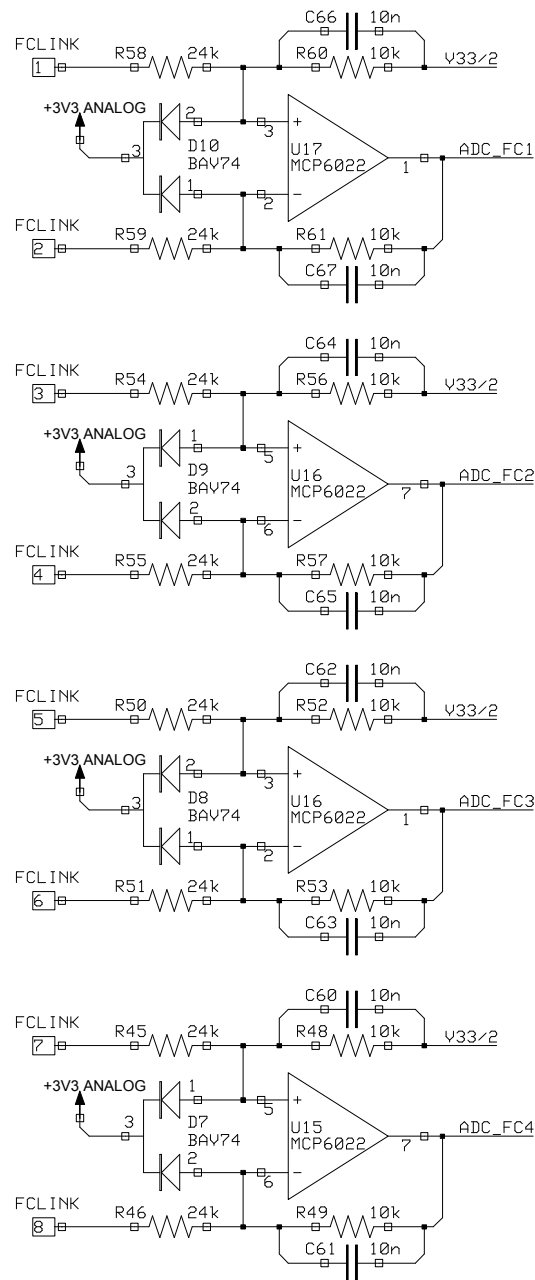 C66 10n
FCLINK R58 24k R60 10k V33/2
1
+3V3 ANALOG 2 3 + U17
3 D10 MCP6022 1 ADC_FC1
BAV74
1 2 −
FCLINK
2 R59 24k R61 10k
C67 10n
C64 10n
FCLINK R54 24k R56 10k V33/2
3
+3V3 ANALOG 1 5 + U16
3 D9 MCP6022 7 ADC_FC2
BAV74
2 6 −
FCLINK
4 R55 24k R57 10k
C65 10n
C62 10n
FCLINK R50 24k R52 10k V33/2
5
+3V3 ANALOG 2 3 + U16
3 D8 MCP6022 1 ADC_FC3
BAV74
1 2 −
FCLINK
6 R51 24k R53 10k
C63 10n
C60 10n
FCLINK R45 24k R48 10k V33/2
7
+3V3 ANALOG 1 5 + U15
3 D7 MCP6022 7 ADC_FC4
BAV74
2 6 −
FCLINK
8 R46 24k R49 10k
C61 10n